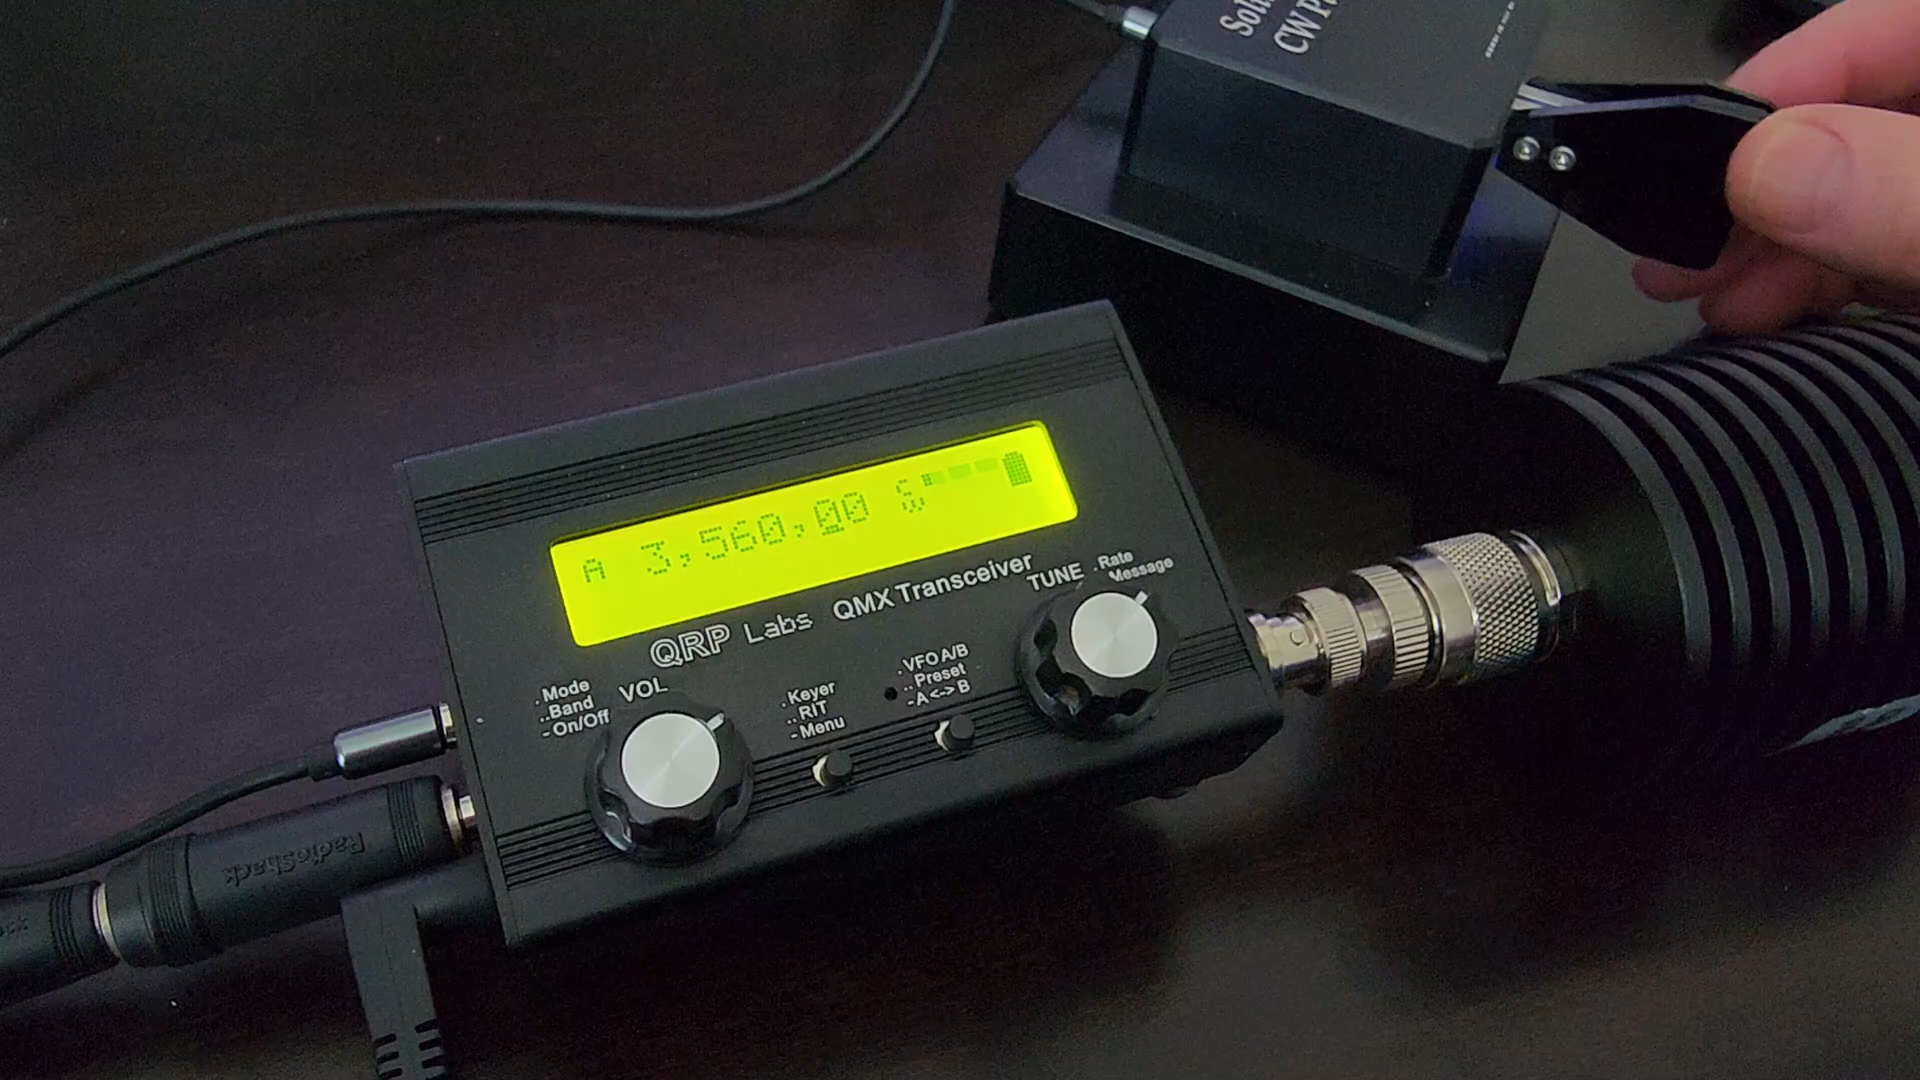 CW
A 3,560,00
QRP Labs QMX Transceiver
TUNE
. Rate
Message
. Mode
.. Band
- On/Off
VOL
. Keyer
.. RIT
- Menu
. VFO A/B
.. Preset
- A <-> B
RadioShack